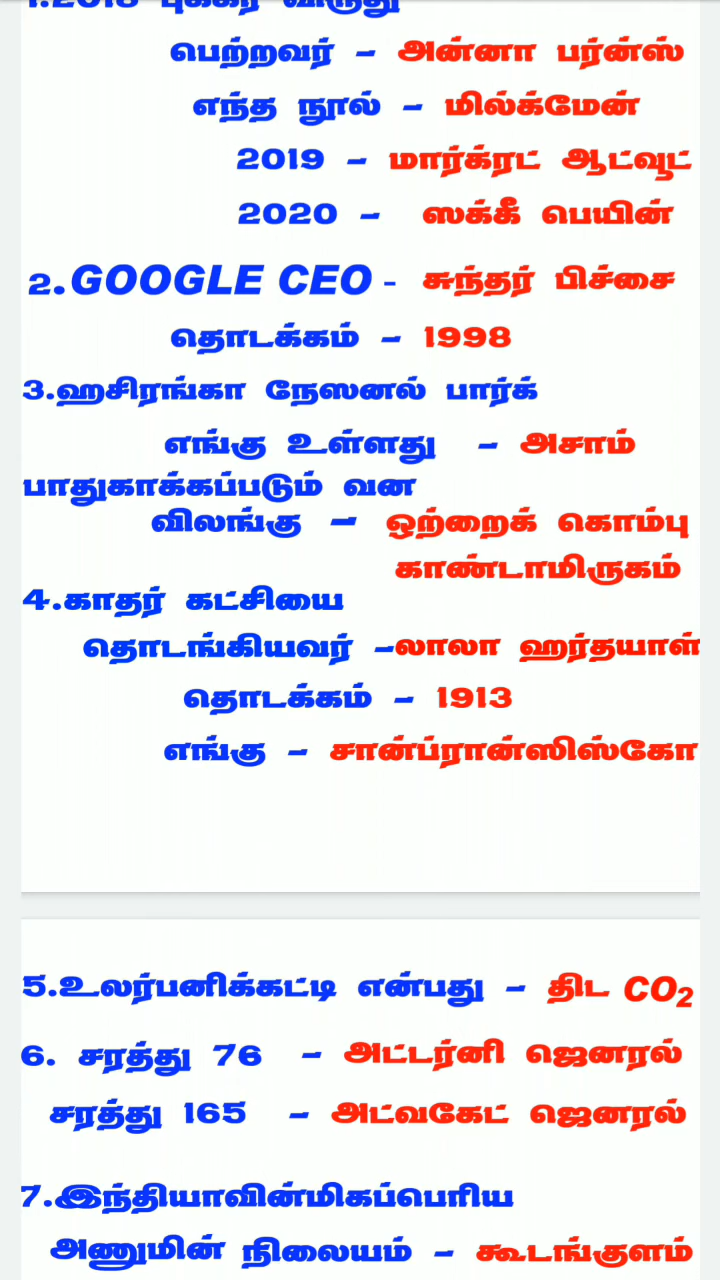 1.2018 புக்கர் விருது
பெற்றவர் – அன்னா பர்ன்ஸ்
எந்த நூல் – மில்க்மேன்
2019 – மார்க்ரட் ஆட்வூட்
2020 – ஸக்கீ பெயின்
2.GOOGLE CEO - சுந்தர் பிச்சை
தொடக்கம் – 1998
3.ஹசிரங்கா நேஸனல் பார்க்
எங்கு உள்ளது – அசாம்
பாதுகாக்கப்படும் வன
விலங்கு – ஒற்றைக் கொம்பு
காண்டாமிருகம்
4.காதர் கட்சியை
தொடங்கியவர் –லாலா ஹர்தயாள்
தொடக்கம் – 1913
எங்கு – சான்ப்ரான்ஸிஸ்கோ
5.உலர்பனிக்கட்டி என்பது – திட CO₂
6. சரத்து 76 – அட்டர்னி ஜெனரல்
சரத்து 165 – அட்வகேட் ஜெனரல்
7.இந்தியாவின்மிகப்பெரிய
அணுமின் நிலையம் – கூடங்குளம்